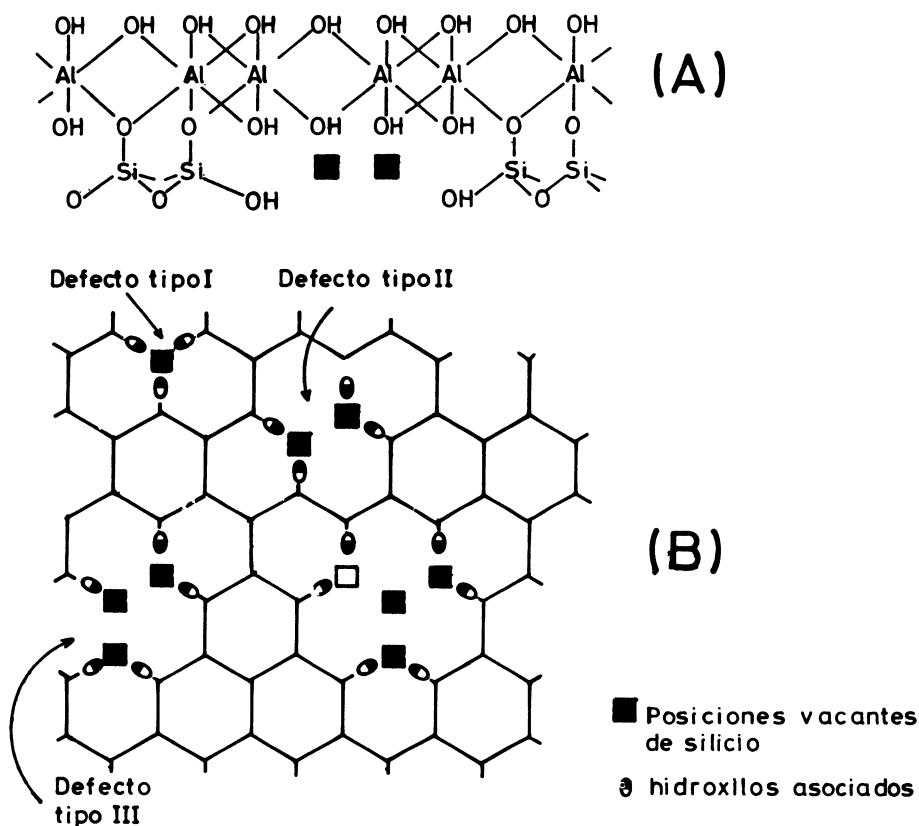 OH OH OH OH OH OH OH OH
(A)
Al Al Al Al Al Al
OH O O OH OH OH OH O O
Si Si Si Si
O O OH OH O
Defecto tipo I Defecto tipo II
(B)
Posiciones vacantes
de silicio
hidroxilos asociados
Defecto
tipo III